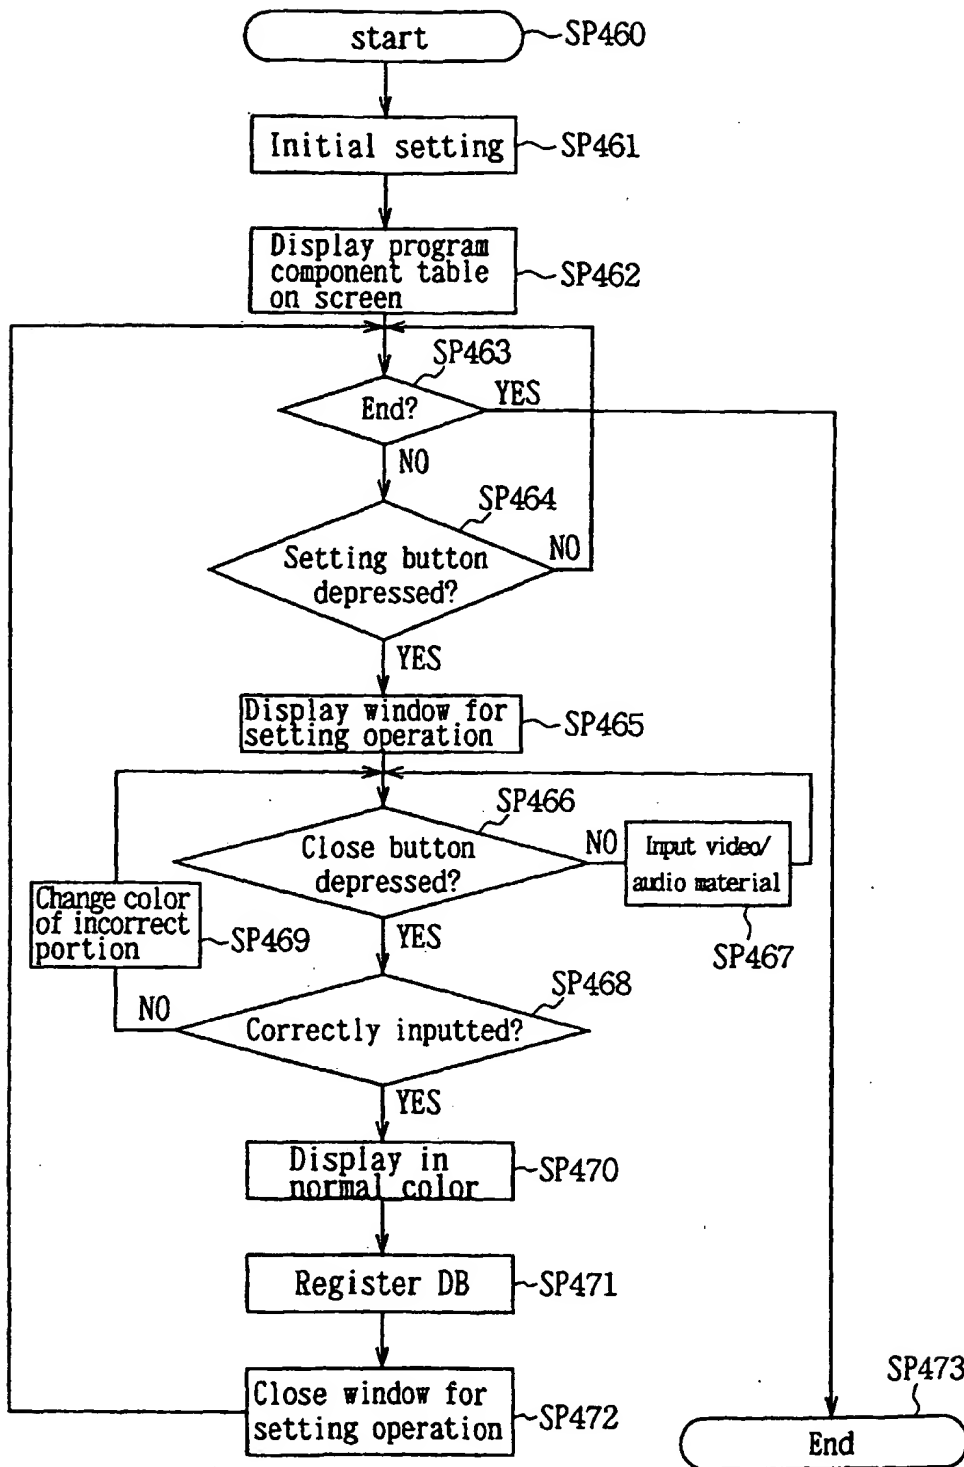 start
SP460
Initial setting
SP461
Display program
component table
on screen
SP462
SP463
End?
YES
NO
SP464
Setting button
depressed?
NO
YES
Display window for
setting operation
SP465
SP466
Close button
depressed?
NO
Input video/
audio material
SP467
YES
Change color
of incorrect
portion
SP469
SP468
NO
Correctly inputted?
YES
Display in
normal color
SP470
Register DB
SP471
Close window for
setting operation
SP472
SP473
End